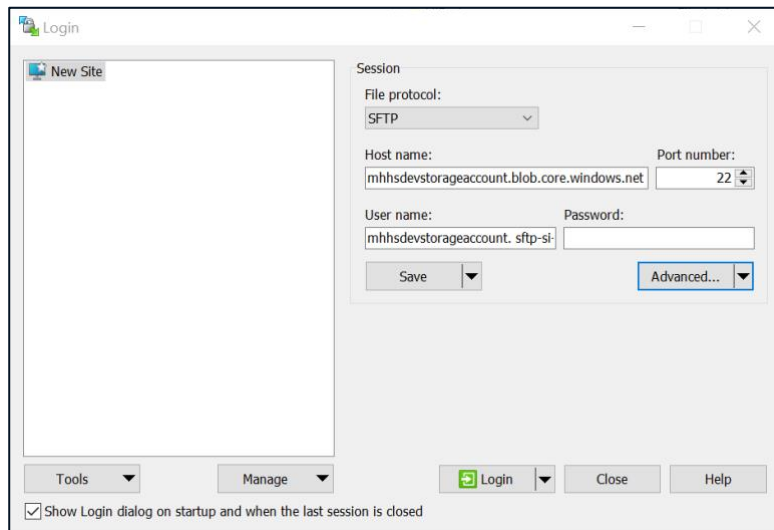 Login
New Site
Session
File protocol:
SFTP
Host name: Port number:
mhhsdevstorageaccount.blob.core.windows.net 22
User name: Password:
mhhsdevstorageaccount. sftp-si-
Save Advanced...
Tools Manage Login Close Help
Show Login dialog on startup and when the last session is closed